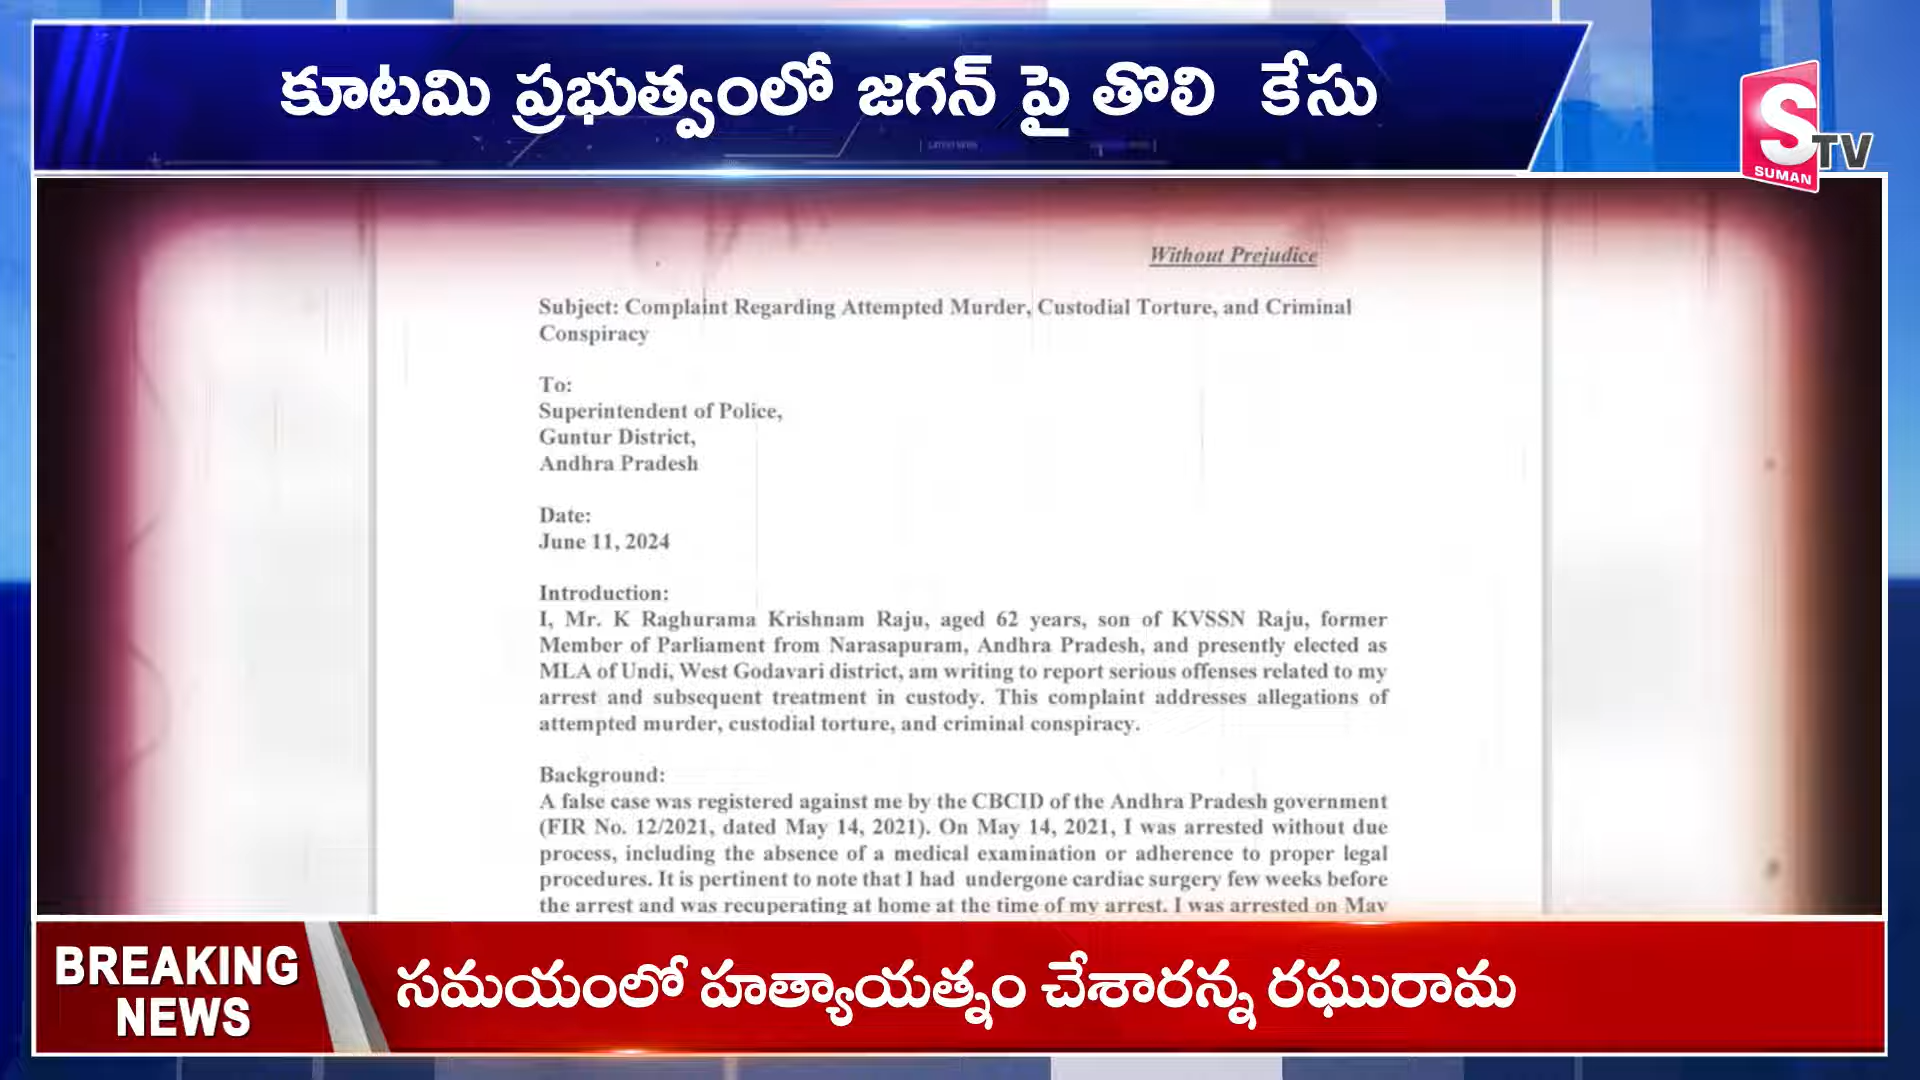 కూటమి ప్రభుత్వంలో జగన్ పై తొలి కేసు
S TV
SUMAN
LATEST NEWS
Without Prejudice
Subject: Complaint Regarding Attempted Murder, Custodial Torture, and Criminal
Conspiracy
To:
Superintendent of Police,
Guntur District,
Andhra Pradesh
Date:
June 11, 2024
Introduction:
I, Mr. K Raghurama Krishnam Raju, aged 62 years, son of KVSSN Raju, former
Member of Parliament from Narasapuram, Andhra Pradesh, and presently elected as
MLA of Undi, West Godavari district, am writing to report serious offenses related to my
arrest and subsequent treatment in custody. This complaint addresses allegations of
attempted murder, custodial torture, and criminal conspiracy.
Background:
A false case was registered against me by the CBCID of the Andhra Pradesh government
(FIR No. 12/2021, dated May 14, 2021). On May 14, 2021, I was arrested without due
process, including the absence of a medical examination or adherence to proper legal
procedures. It is pertinent to note that I had undergone cardiac surgery few weeks before
the arrest and was recuperating at home at the time of my arrest. I was arrested on May
BREAKING
NEWS
సమయంలో హత్యాయత్నం చేశారన్న రఘురామ